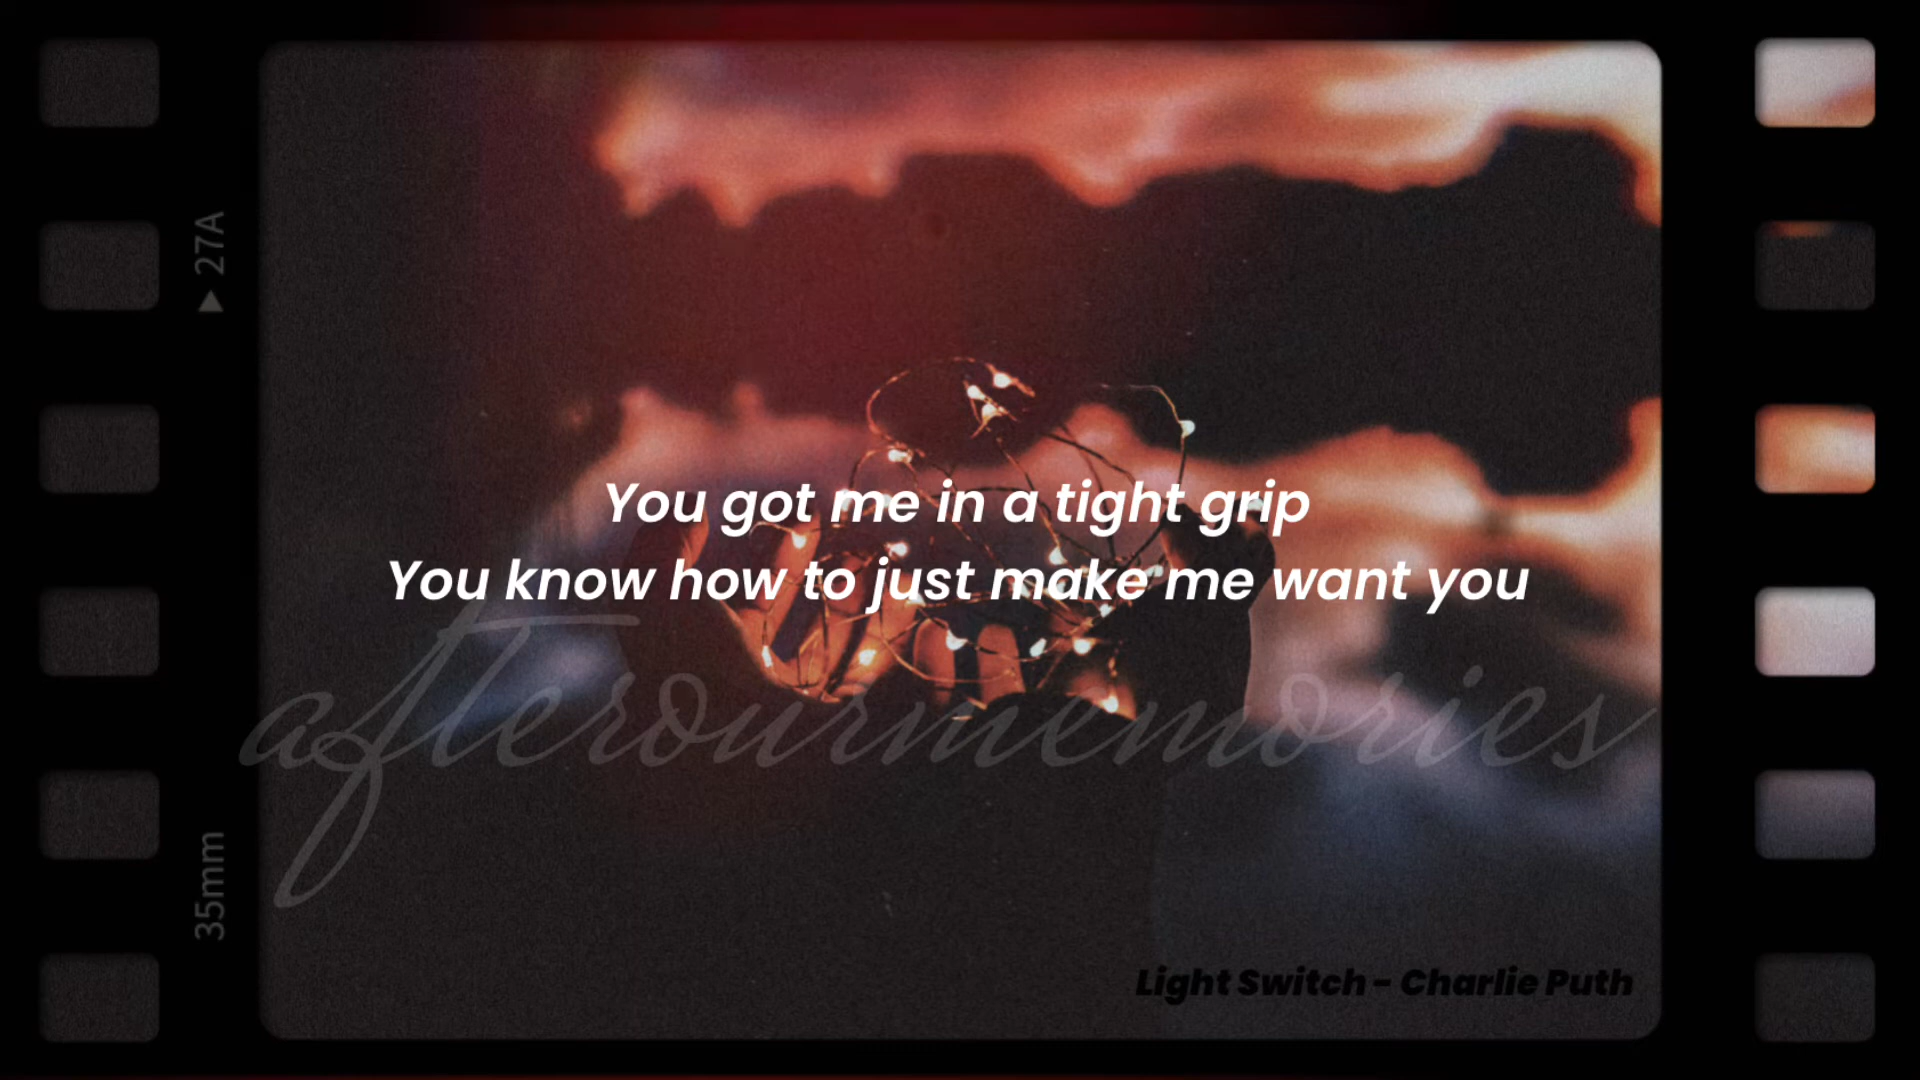 ▶ 27A
You got me in a tight grip
You know how to just make me want you
afterourmemories
35mm
Light Switch - Charlie Puth